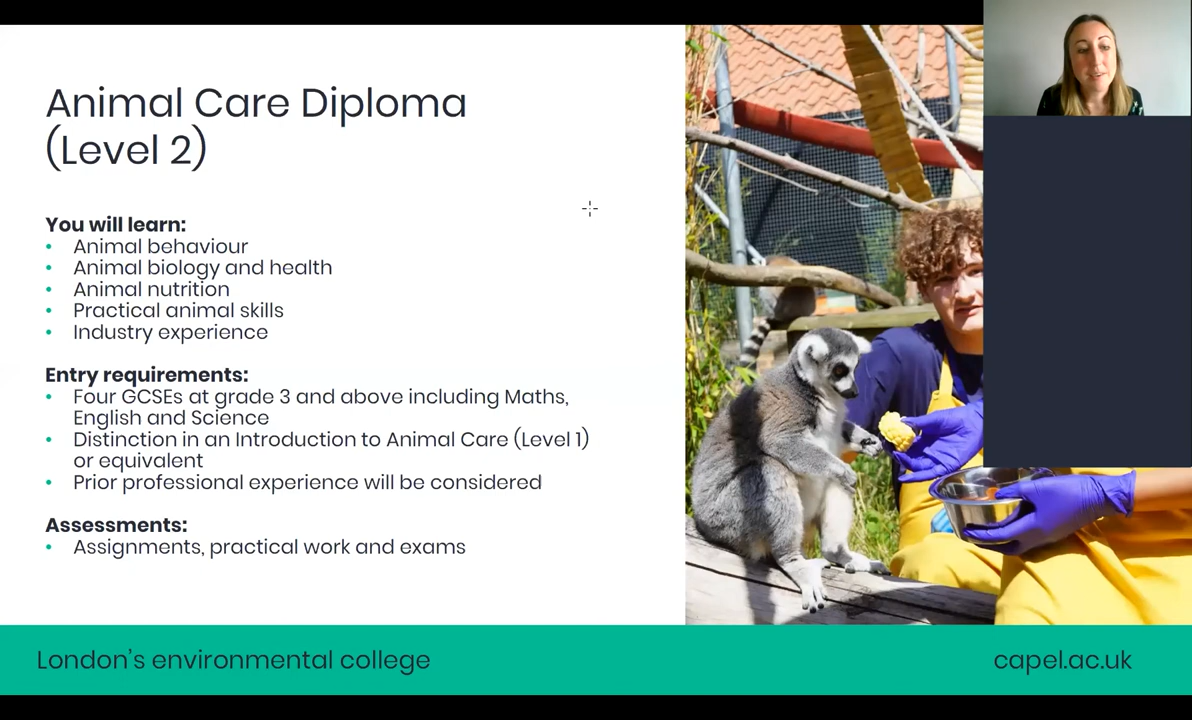 Animal Care Diploma
(Level 2)
You will learn:
• Animal behaviour
• Animal biology and health
• Animal nutrition
• Practical animal skills
• Industry experience
Entry requirements:
• Four GCSEs at grade 3 and above including Maths,
English and Science
• Distinction in an Introduction to Animal Care (Level 1)
or equivalent
• Prior professional experience will be considered
Assessments:
• Assignments, practical work and exams
London's environmental college
capel.ac.uk